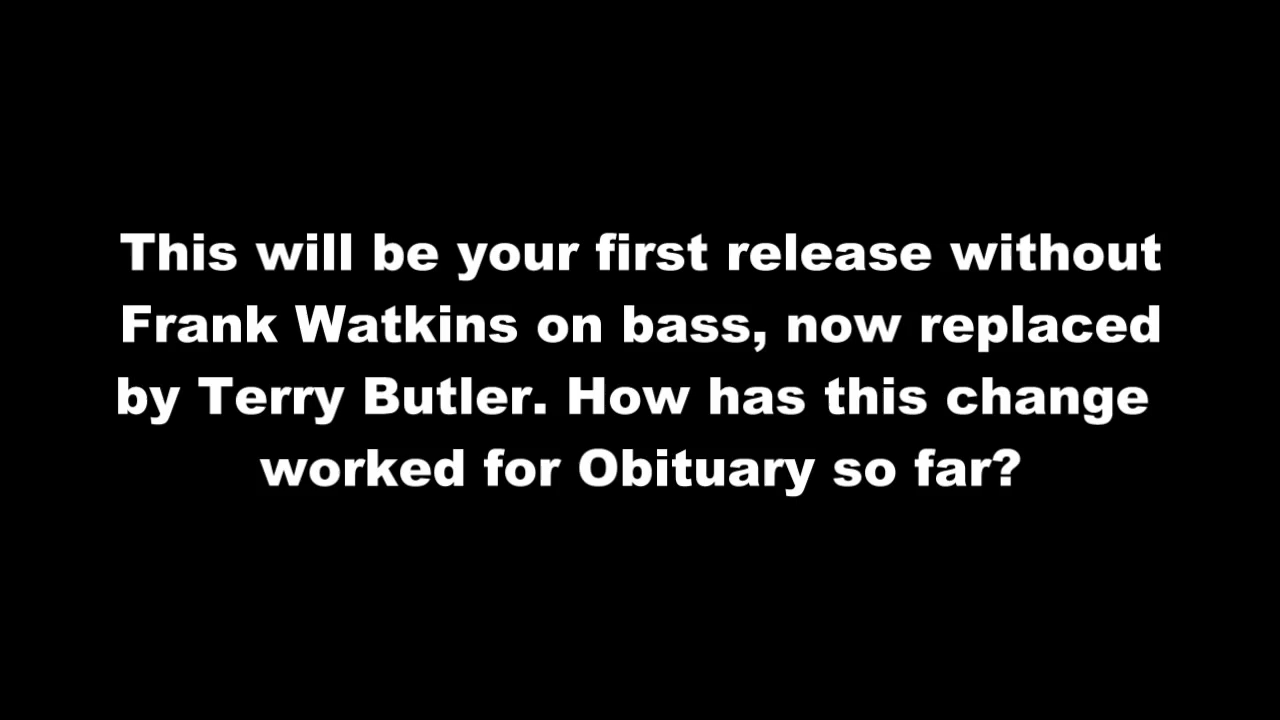 This will be your first release without
Frank Watkins on bass, now replaced
by Terry Butler. How has this change
worked for Obituary so far?